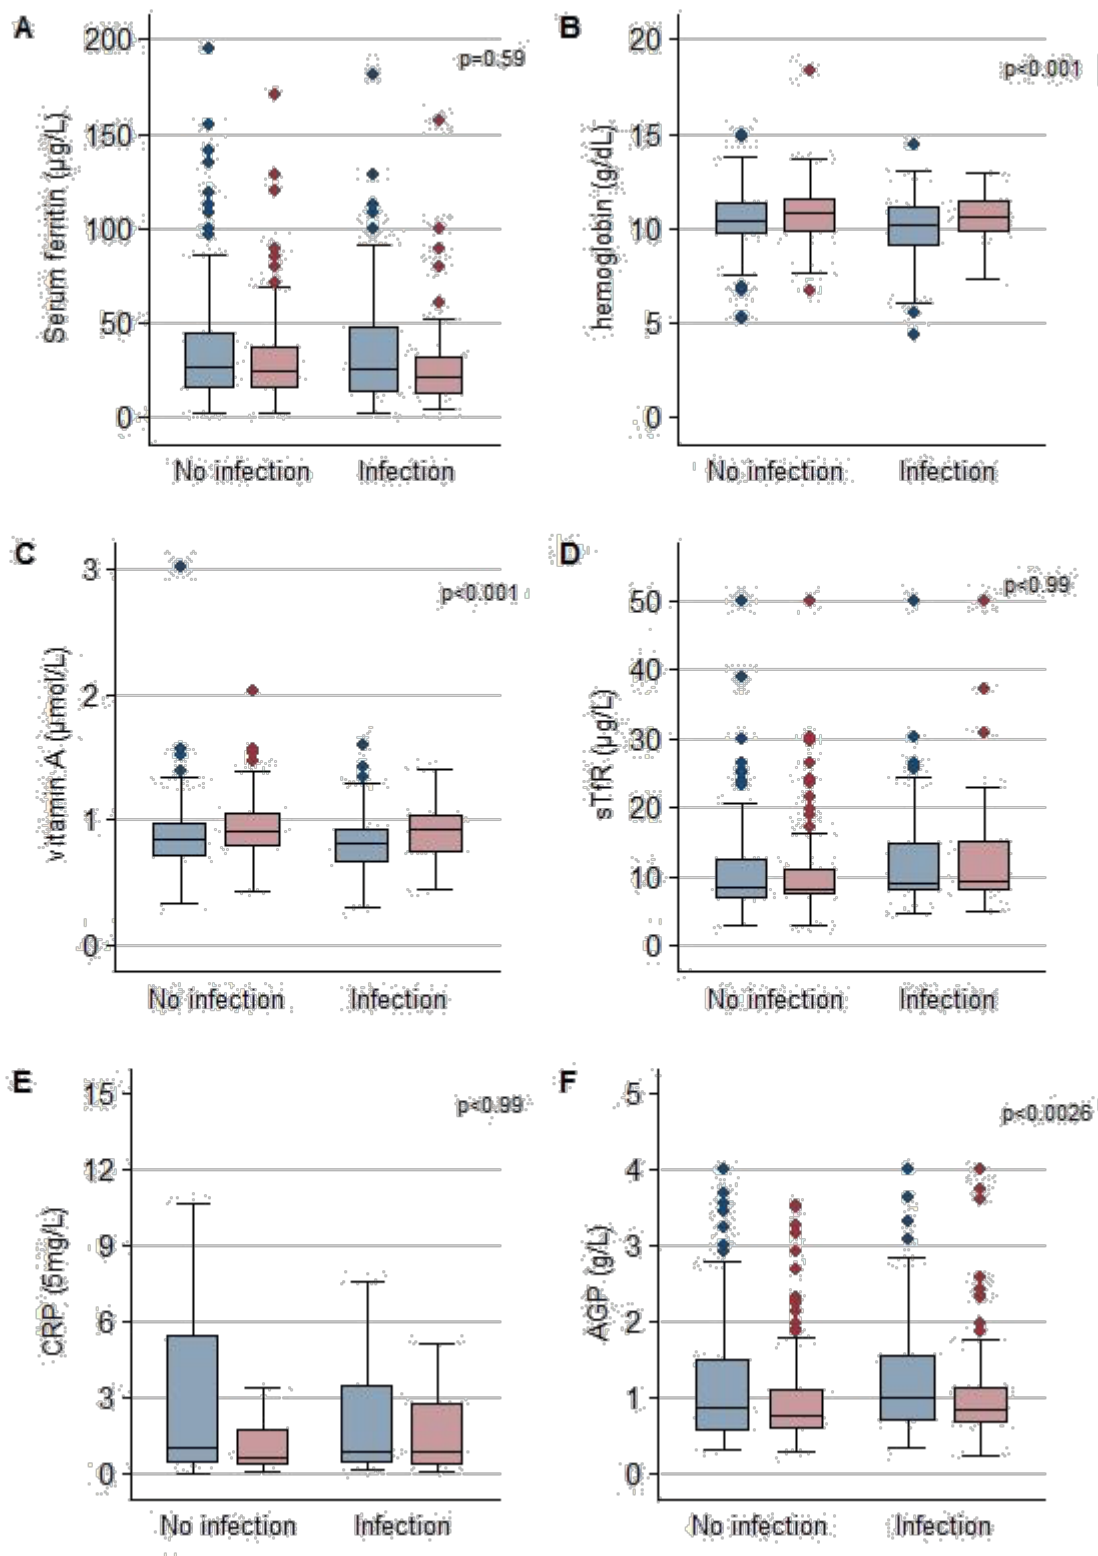 A
200
150
100
50
0
Serum ferritin (µg/L)
p=0.59
No infection
Infection
B
20
15
10
5
0
hemoglobin (g/dL)
p<0.001
No infection
Infection
C
3
2
1
0
vitamin A (µmol/L)
p<0.001
No infection
Infection
D
50
40
30
20
10
0
sTfR (µg/L)
p<0.99
No infection
Infection
E
15
12
9
6
3
0
CRP (5mg/L)
p<0.99
No infection
Infection
F
5
4
3
2
1
0
AGP (g/L)
p<0.0026
No infection
Infection